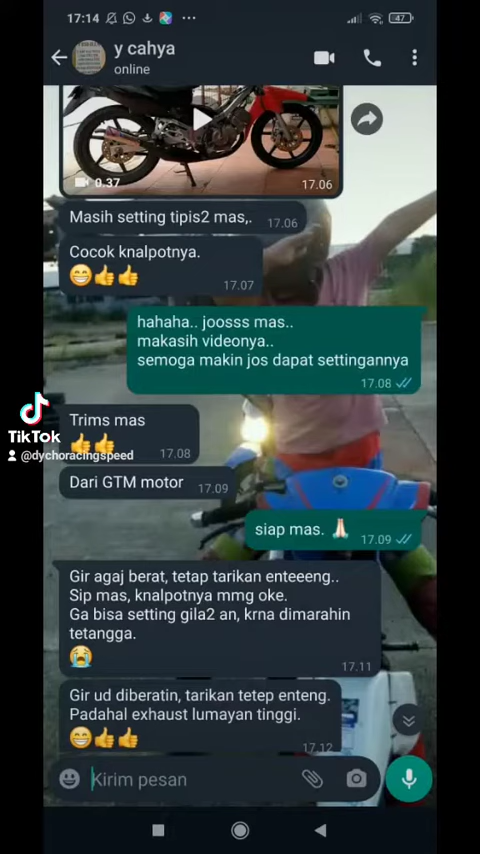 17:14
47
y cahya
online
0.37
17.06
Masih setting tipis2 mas,.
17.06
Cocok knalpotnya.
😁👍👍
17.07
hahaha.. joosss mas..
makasih videonya..
semoga makin jos dapat settingannya
17.08
Trims mas
👍👍
17.08
TikTok
@dychoracingspeed
Dari GTM motor
17.09
siap mas. 🙏🏻
17.09
Gir agaj berat, tetap tarikan enteeeng..
Sip mas, knalpotnya mmg oke.
Ga bisa setting gila2 an, krna dimarahin
tetangga.
😭
17.11
Gir ud diberatin, tarikan tetep enteng.
Padahal exhaust lumayan tinggi.
😁👍👍
17.12
Kirim pesan